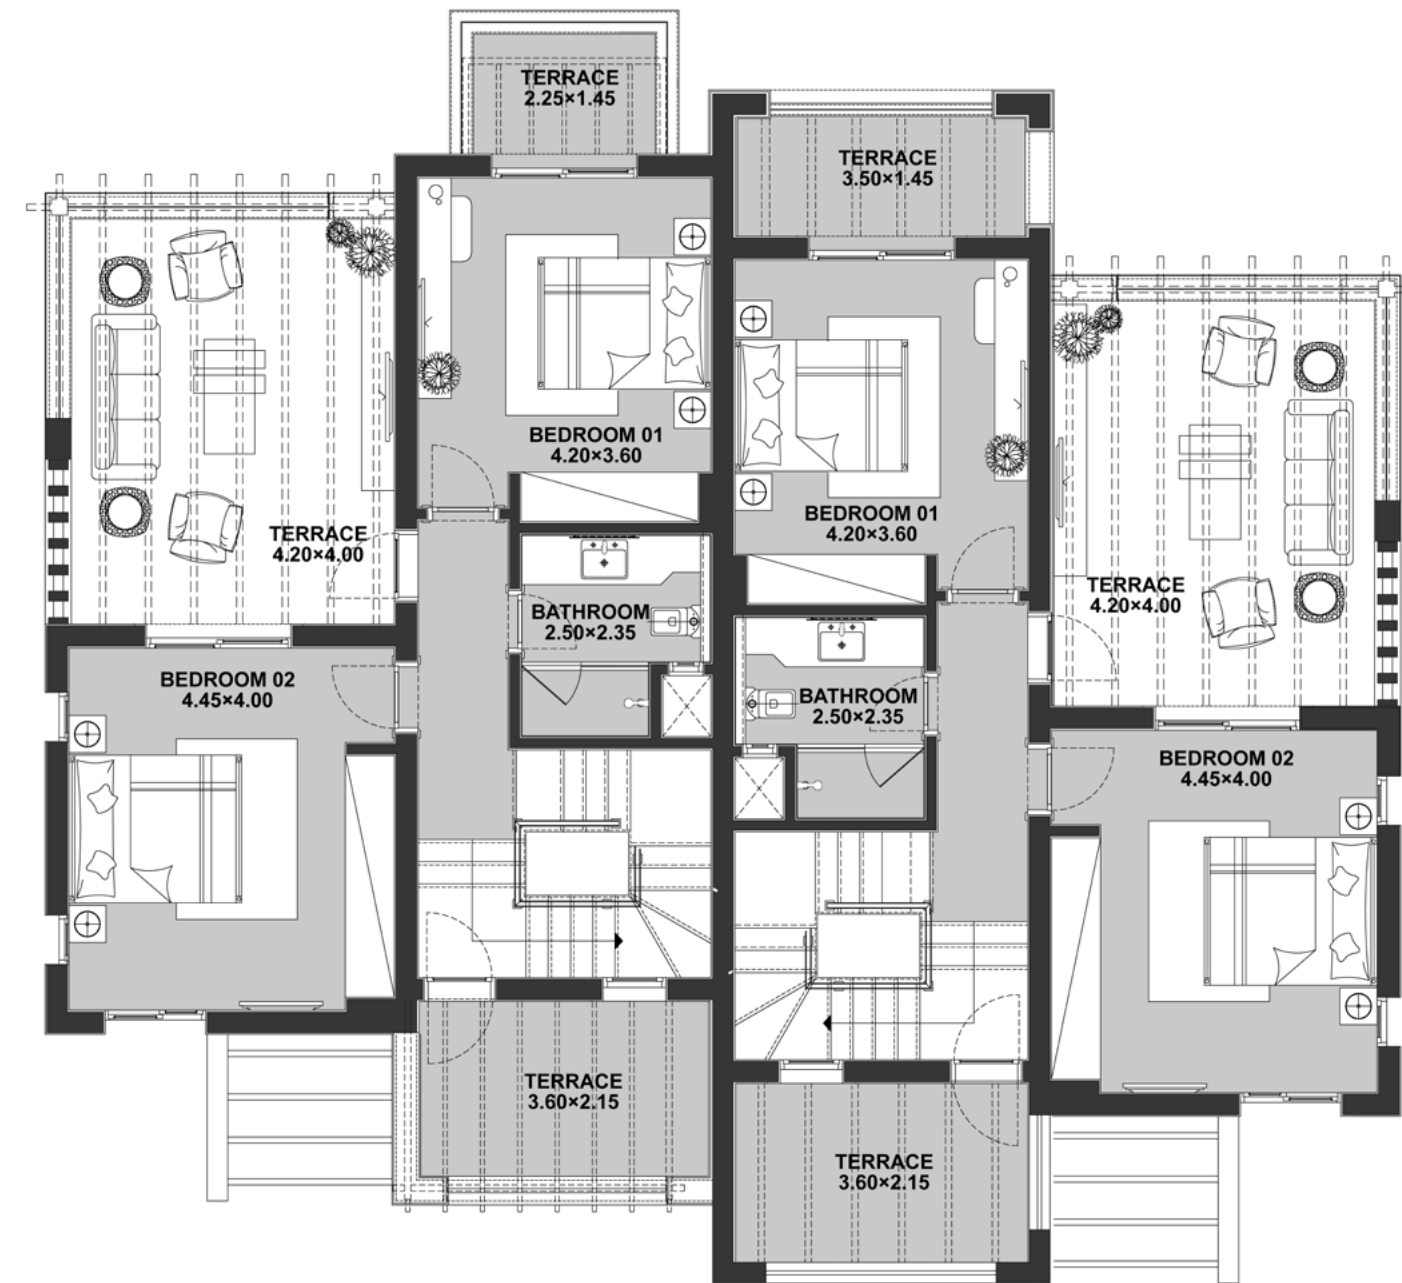 TERRACE
2.25×1.45
TERRACE
3.50×1.45
BEDROOM 01
4.20×3.60
BEDROOM 01
4.20×3.60
TERRACE
4.20×4.00
TERRACE
4.20×4.00
BATHROOM
2.50×2.35
BATHROOM
2.50×2.35
BEDROOM 02
4.45×4.00
BEDROOM 02
4.45×4.00
TERRACE
3.60×2.15
TERRACE
3.60×2.15